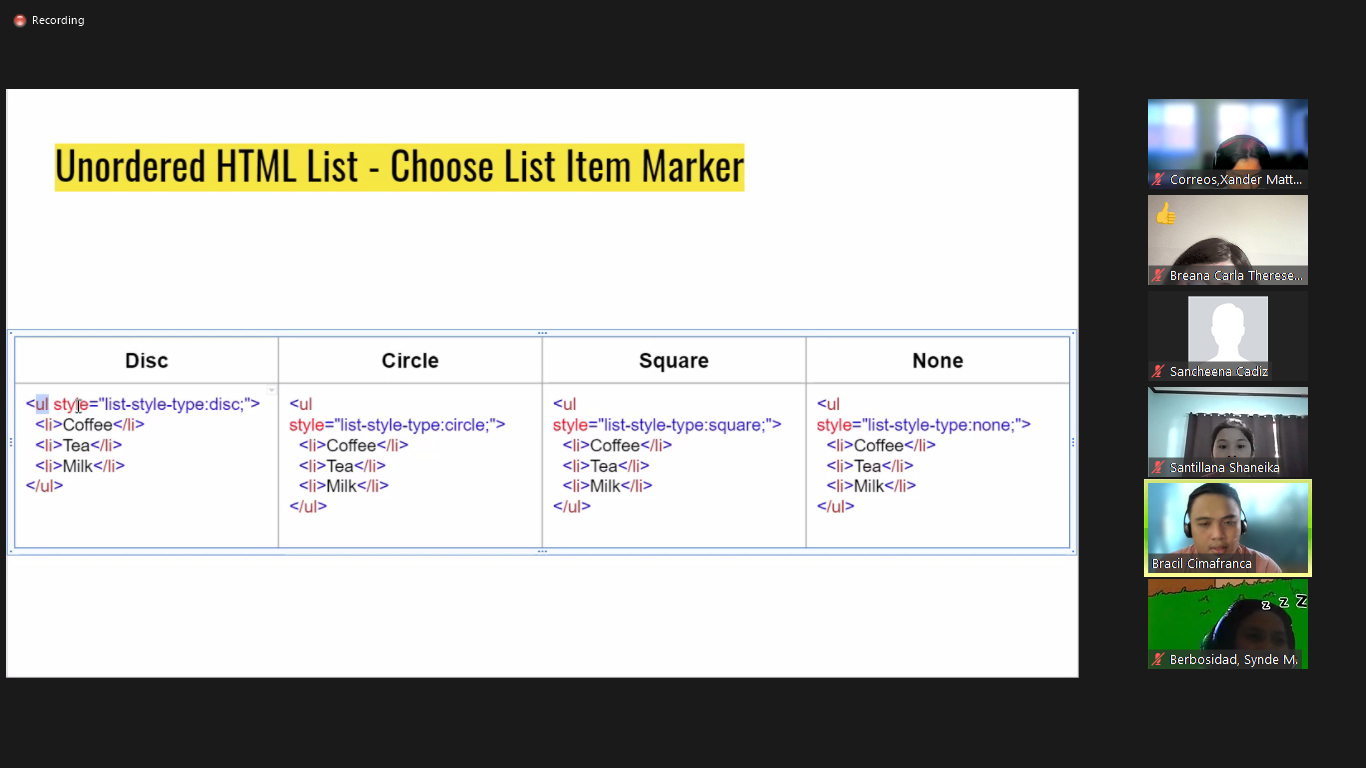 Recording
Unordered HTML List - Choose List Item Marker
Disc
Circle
Square
None
<ul style="list-style-type:disc;">
<li>Coffee</li>
<li>Tea</li>
<li>Milk</li>
</ul>
<ul
style="list-style-type:circle;">
<li>Coffee</li>
<li>Tea</li>
<li>Milk</li>
</ul>
<ul
style="list-style-type:square;">
<li>Coffee</li>
<li>Tea</li>
<li>Milk</li>
</ul>
<ul
style="list-style-type:none;">
<li>Coffee</li>
<li>Tea</li>
<li>Milk</li>
</ul>
Correos,Xander Matt...
Breana Carla Therese...
Sancheena Cadiz
Santillana Shaneika
Bracil Cimafranca
z z z
Berbosidad, Synde M.